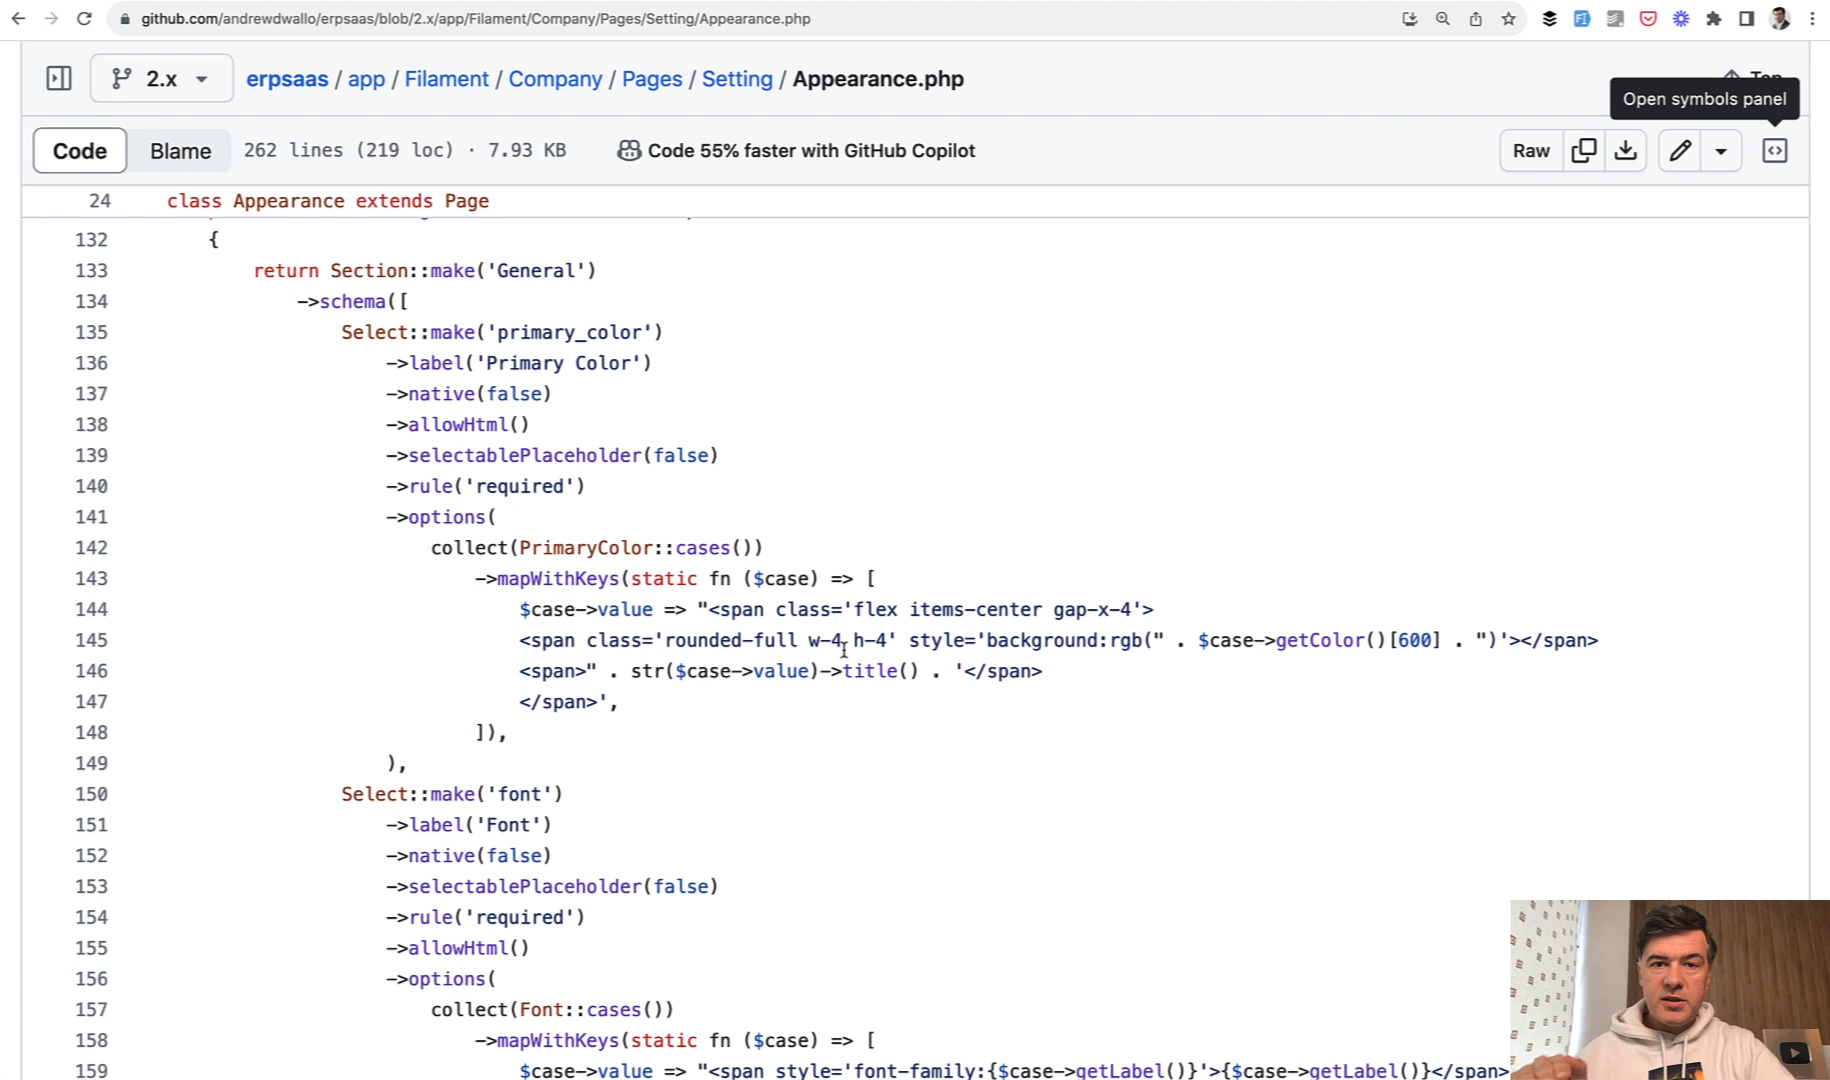 github.com/andrewdwallo/erpsaas/blob/2.x/app/Filament/Company/Pages/Setting/Appearance.php
2.x
erpsaas / app / Filament / Company / Pages / Setting / Appearance.php
Top
Open symbols panel
Code
Blame
262 lines (219 loc) · 7.93 KB
Code 55% faster with GitHub Copilot
Raw
24 class Appearance extends Page
132 {
133 return Section::make('General')
134 ->schema([
135 Select::make('primary_color')
136 ->label('Primary Color')
137 ->native(false)
138 ->allowHtml()
139 ->selectablePlaceholder(false)
140 ->rule('required')
141 ->options(
142 collect(PrimaryColor::cases())
143 ->mapWithKeys(static fn ($case) => [
144 $case->value => "<span class='flex items-center gap-x-4'>
145 <span class='rounded-full w-4 h-4' style='background:rgb(" . $case->getColor()[600] . ")'></span>
146 <span>" . str($case->value)->title() . '</span>
147 </span>',
148 ]),
149 ),
150 Select::make('font')
151 ->label('Font')
152 ->native(false)
153 ->selectablePlaceholder(false)
154 ->rule('required')
155 ->allowHtml()
156 ->options(
157 collect(Font::cases())
158 ->mapWithKeys(static fn ($case) => [
159 $case->value => "<span style='font-family:{$case->getLabel()}'>{$case->getLabel()}</span>